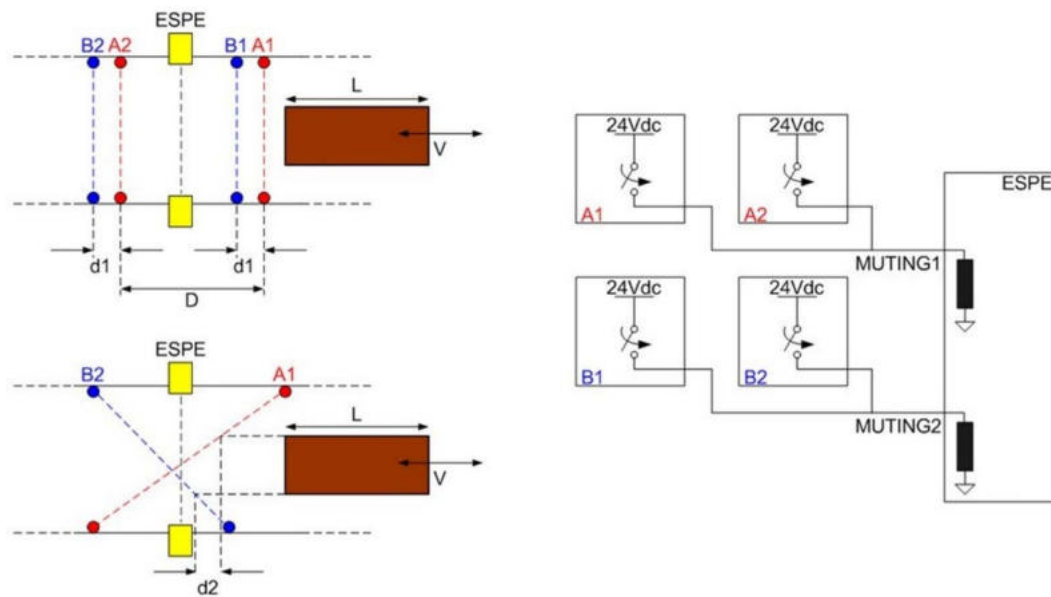 ESPE
B2 A2 B1 A1
L
V
d1 d1
D
ESPE
B2 A1
L
V
d2
24Vdc 24Vdc
ESPE
A1 A2
MUTING1
24Vdc 24Vdc
B1 B2
MUTING2